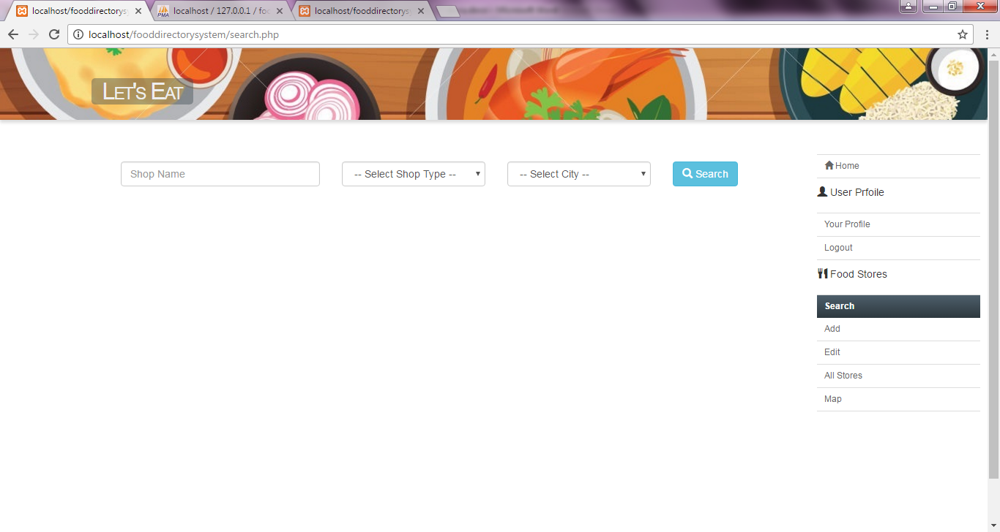 localhost/fooddirectorys
localhost / 127.0.0.1 / foo
localhost/fooddirectorys
localhost/fooddirectorysystem/search.php
LET'S EAT
Shop Name
-- Select Shop Type --
-- Select City --
Search
Home
User Prfoile
Your Profile
Logout
Food Stores
Search
Add
Edit
All Stores
Map